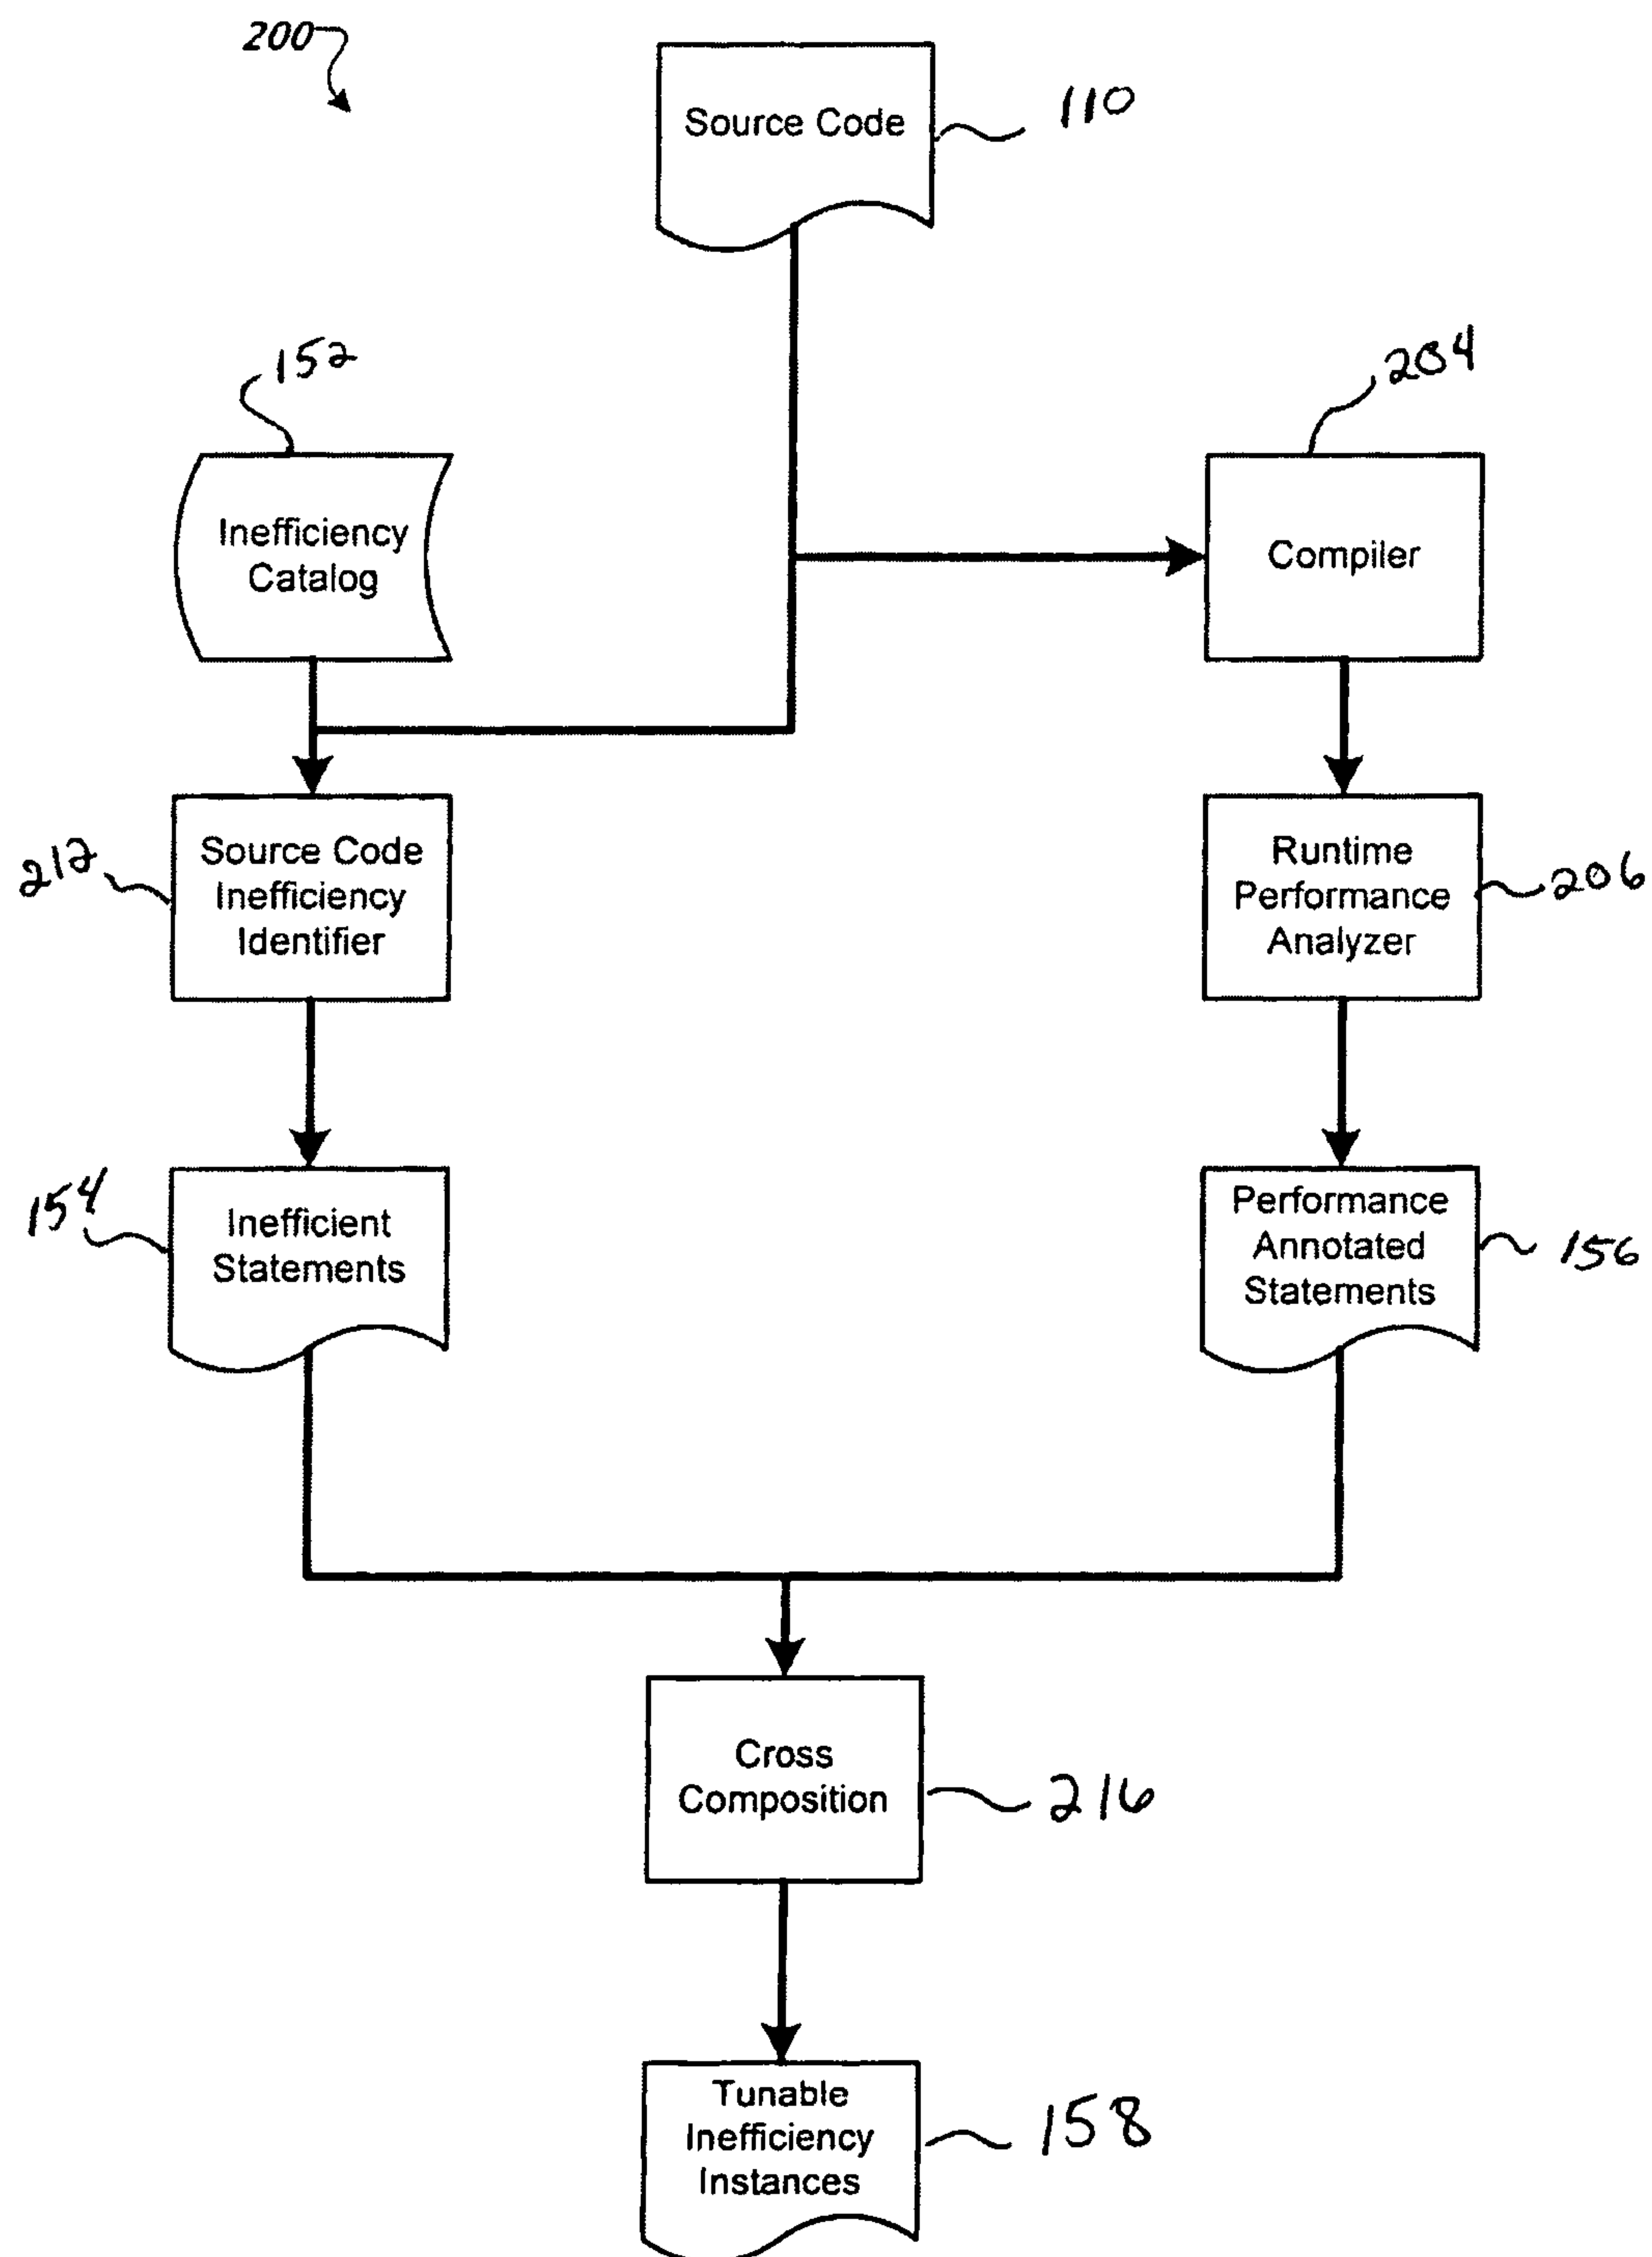 200
Source Code
110
152
204
Inefficiency
Catalog
Compiler
212
Source Code
Inefficiency
Identifier
Runtime
Performance
Analyzer
206
154
Inefficient
Statements
Performance
Annotated
Statements
156
Cross
Composition
216
Tunable
Inefficiency
Instances
158